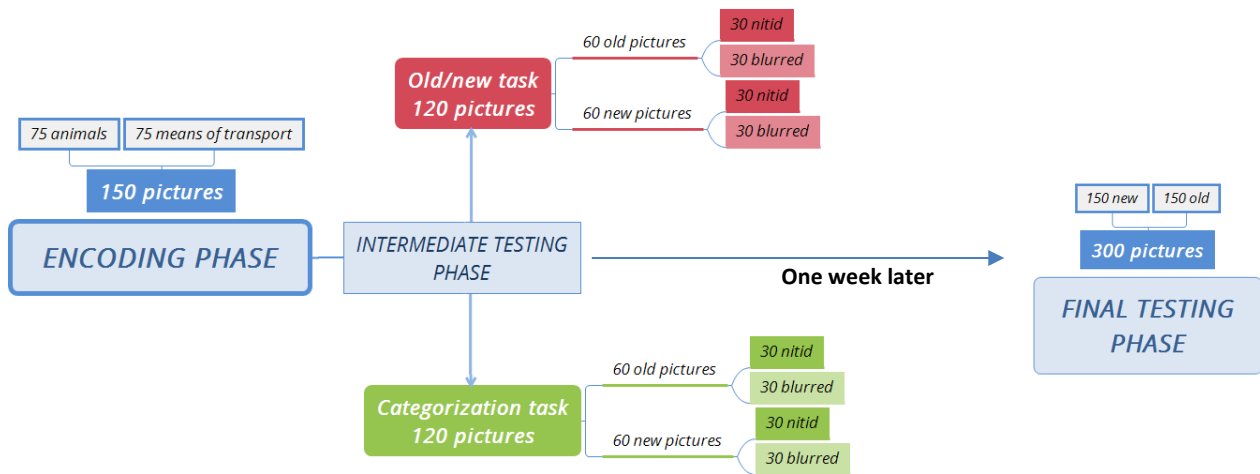 75 animals
75 means of transport
150 pictures
ENCODING PHASE
INTERMEDIATE TESTING
PHASE
Old/new task
120 pictures
60 old pictures
30 nitid
30 blurred
60 new pictures
30 nitid
30 blurred
Categorization task
120 pictures
60 old pictures
30 nitid
30 blurred
60 new pictures
30 nitid
30 blurred
One week later
150 new
150 old
300 pictures
FINAL TESTING
PHASE